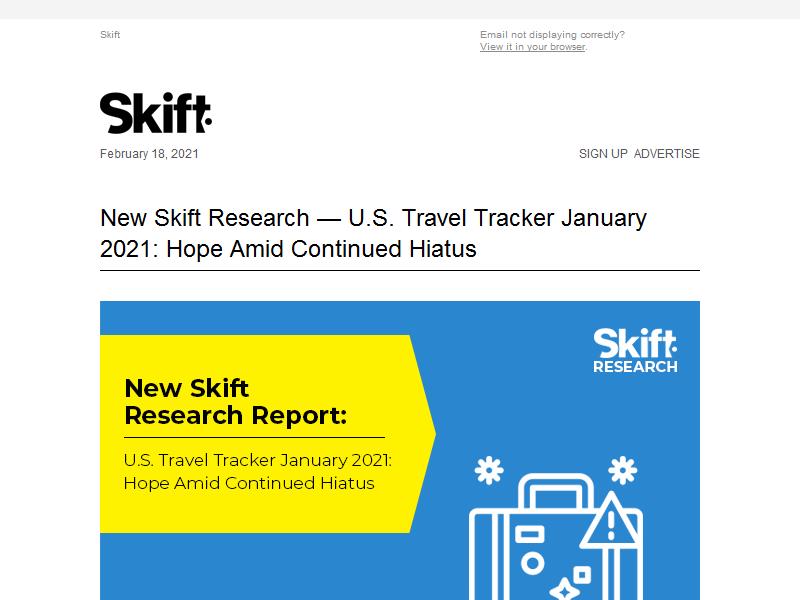 Skift
Email not displaying correctly?
View it in your browser.
Skift
February 18, 2021
SIGN UP ADVERTISE
New Skift Research — U.S. Travel Tracker January
2021: Hope Amid Continued Hiatus
Skift
RESEARCH
New Skift
Research Report:
U.S. Travel Tracker January 2021:
Hope Amid Continued Hiatus